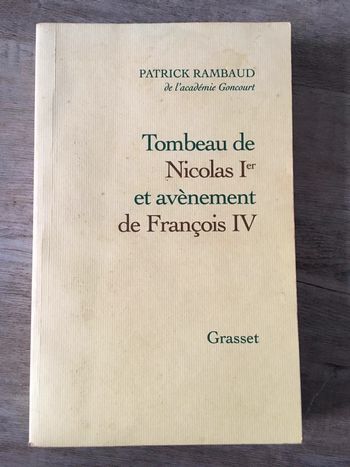 PATRICK RAMBAUD
de l'académie Goncourt
Tombeau de
Nicolas Ier
et avènement
de François IV
Grasset